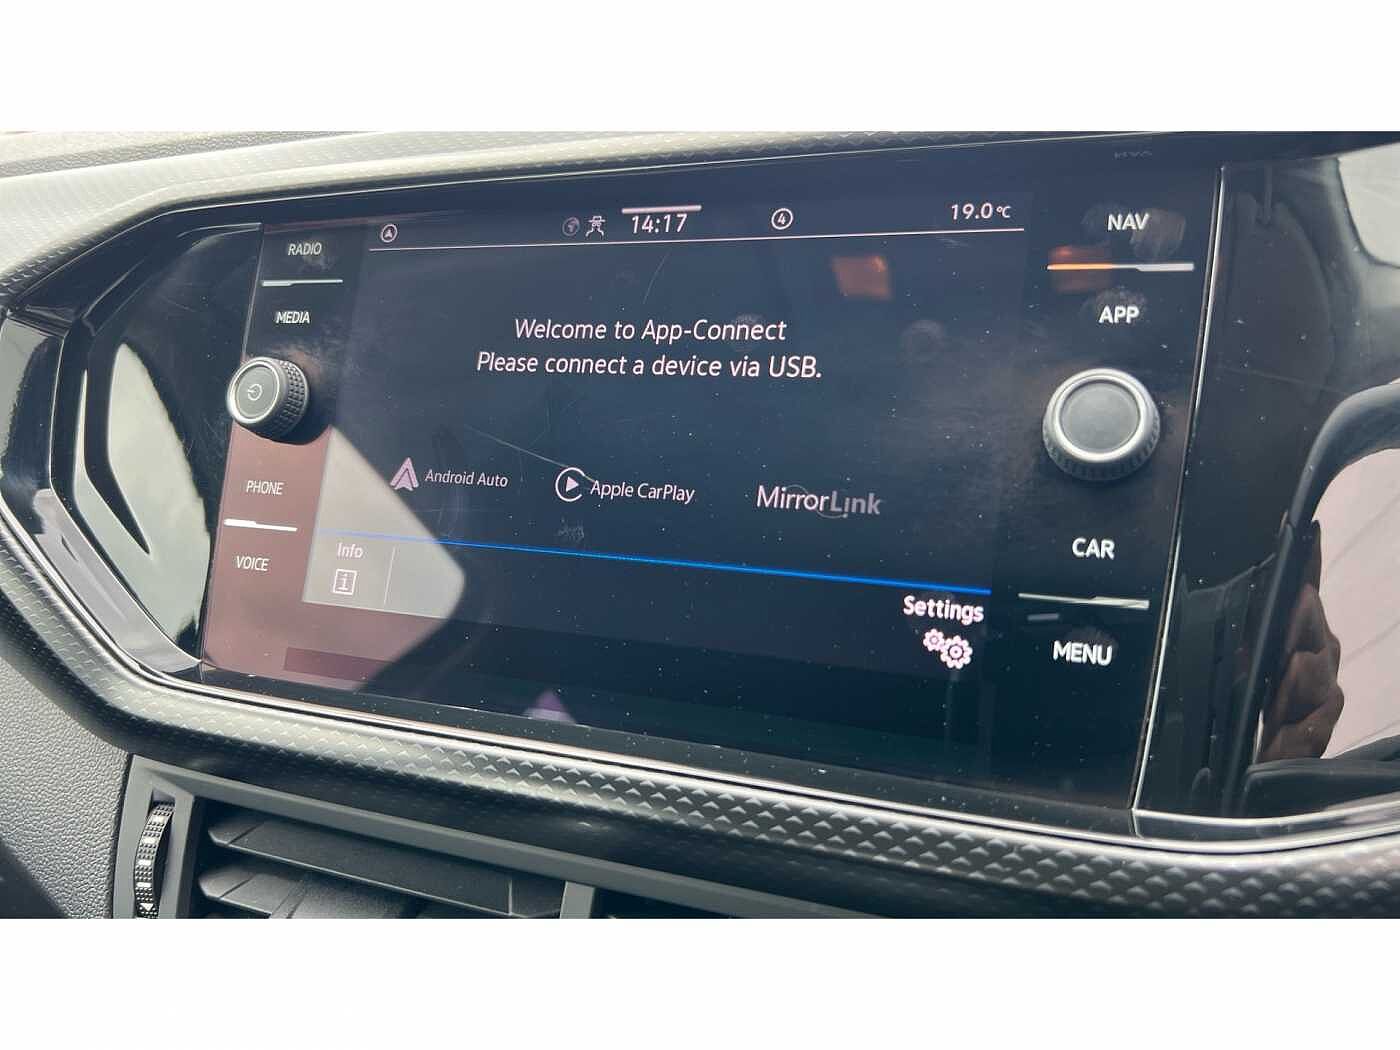 14:17
4
19.0°C
RADIO
MEDIA
PHONE
VOICE
NAV
APP
CAR
MENU
Welcome to App-Connect
Please connect a device via USB.
Android Auto
Apple CarPlay
MirrorLink
Info
i
Settings